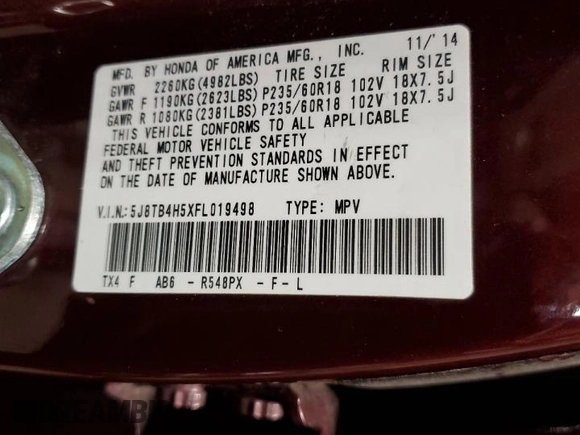 MFD. BY HONDA OF AMERICA MFG., INC. 11/'14
GVWR 2260KG(4982LBS) TIRE SIZE RIM SIZE
GAWR F 1190KG(2623LBS) P235/60R18 102V 18X7.5J
GAWR R 1080KG(2381LBS) P235/60R18 102V 18X7.5J
THIS VEHICLE CONFORMS TO ALL APPLICABLE
FEDERAL MOTOR VEHICLE SAFETY
AND THEFT PREVENTION STANDARDS IN EFFECT
ON THE DATE OF MANUFACTURE SHOWN ABOVE.
V.I.N.: 5J8TB4H5XFL019498 TYPE: MPV
TX4 F AB6 - R548PX - F - L